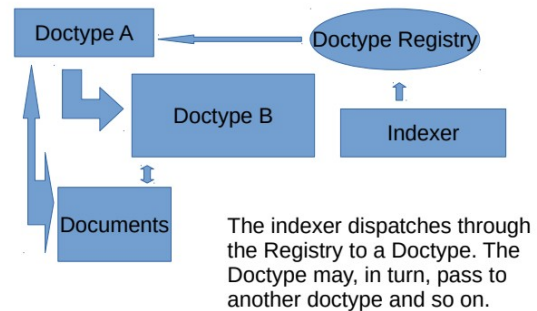 Doctype A
Doctype Registry
Doctype B
Indexer
Documents
The indexer dispatches through
the Registry to a Doctype. The
Doctype may, in turn, pass to
another doctype and so on.